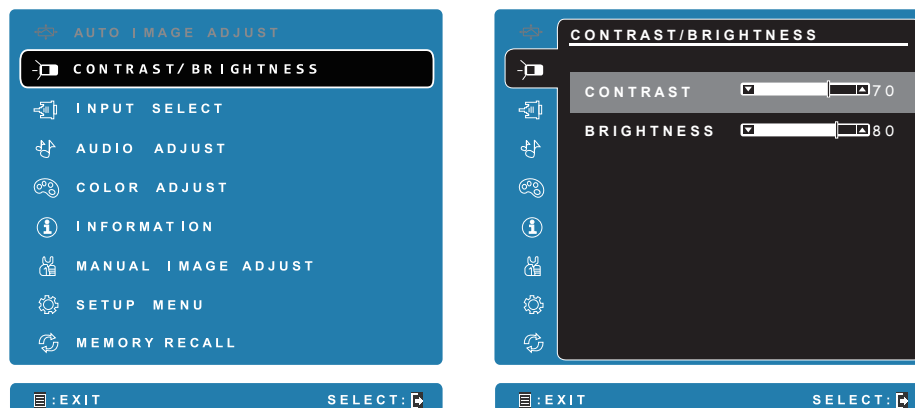 AUTO IMAGE ADJUST
CONTRAST/BRIGHTNESS
INPUT SELECT
AUDIO ADJUST
COLOR ADJUST
INFORMATION
MANUAL IMAGE ADJUST
SETUP MENU
MEMORY RECALL
:EXIT SELECT:
CONTRAST/BRIGHTNESS
CONTRAST 70
BRIGHTNESS 80
:EXIT SELECT: